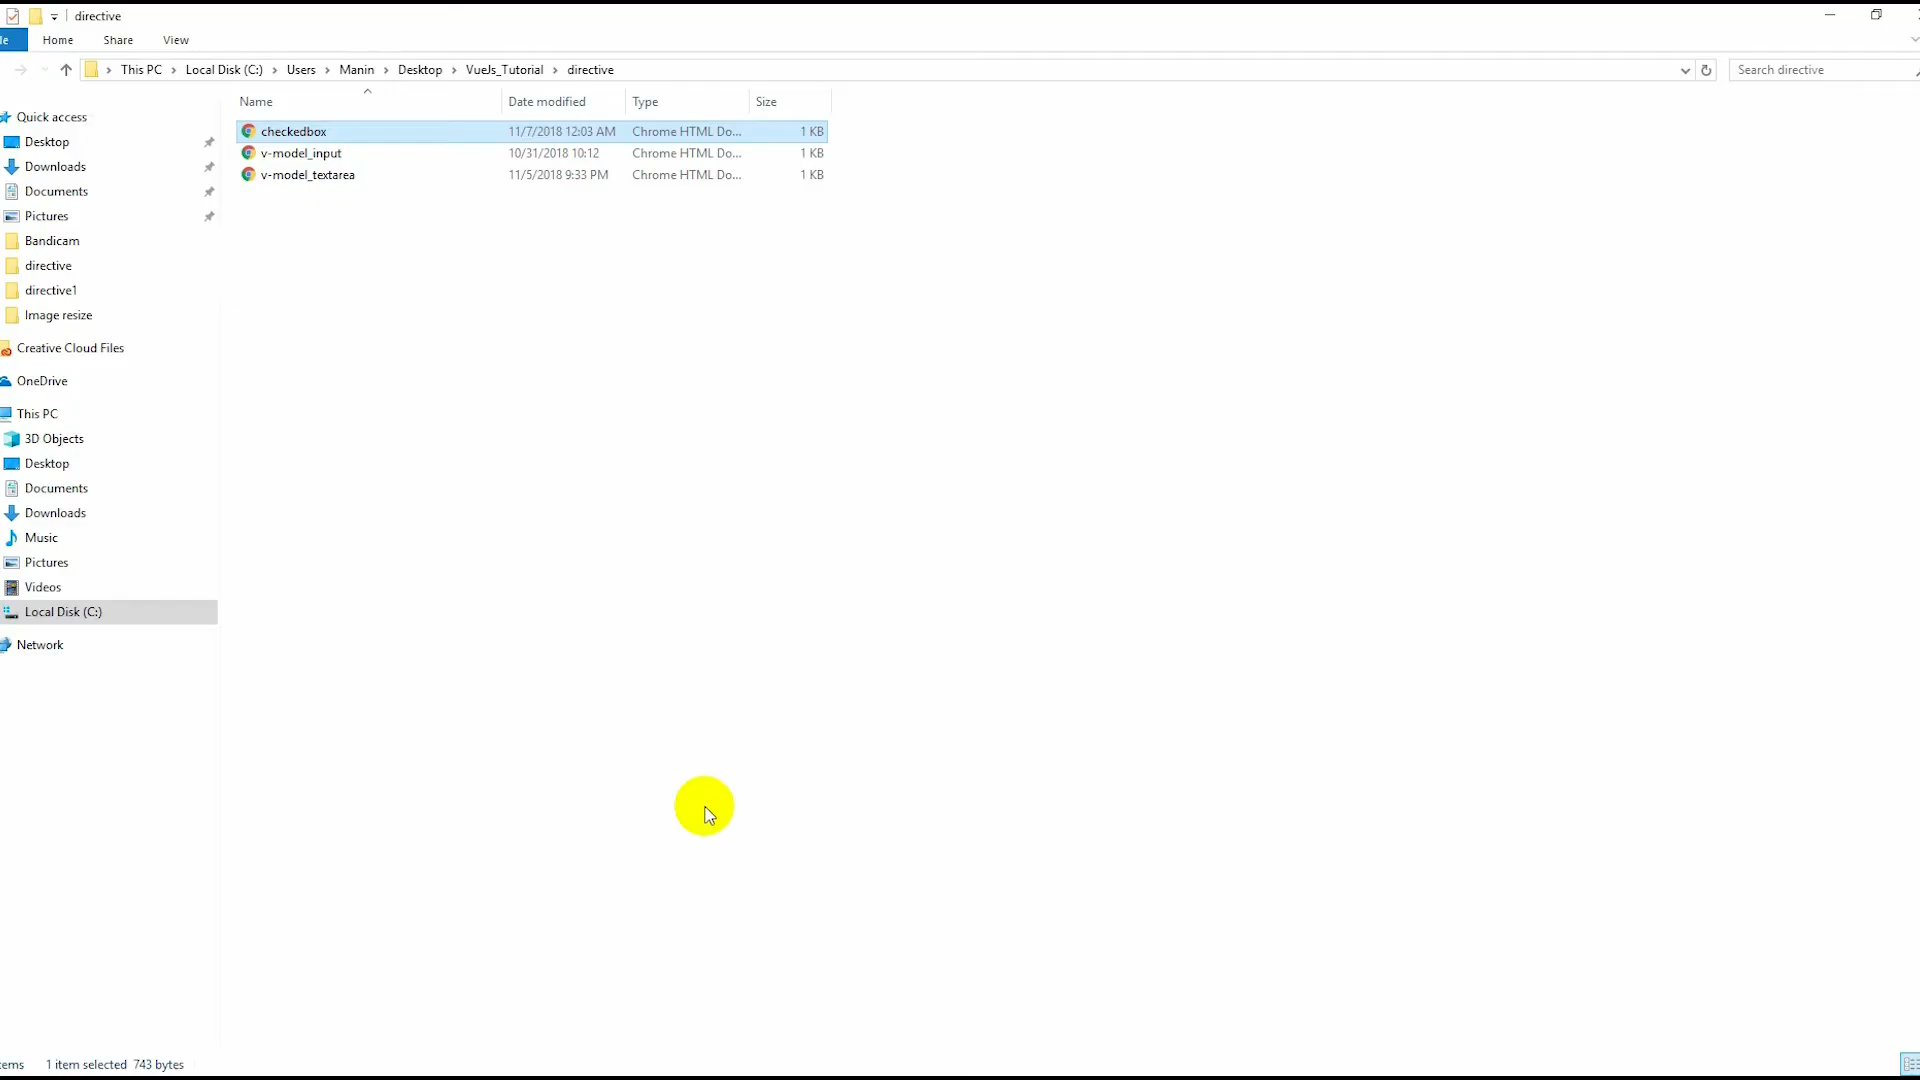 directive
le Home Share View
This PC Local Disk (C:) Users Manin Desktop VueJs_Tutorial directive Search directive
Name Date modified Type Size
Quick access
checkedbox 11/7/2018 12:03 AM Chrome HTML Do... 1 KB
Desktop
v-model_input 10/31/2018 10:12 Chrome HTML Do... 1 KB
Downloads
v-model_textarea 11/5/2018 9:33 PM Chrome HTML Do... 1 KB
Documents
Pictures
Bandicam
directive
directive1
Image resize
Creative Cloud Files
OneDrive
This PC
3D Objects
Desktop
Documents
Downloads
Music
Pictures
Videos
Local Disk (C:)
Network
ems 1 item selected 743 bytes